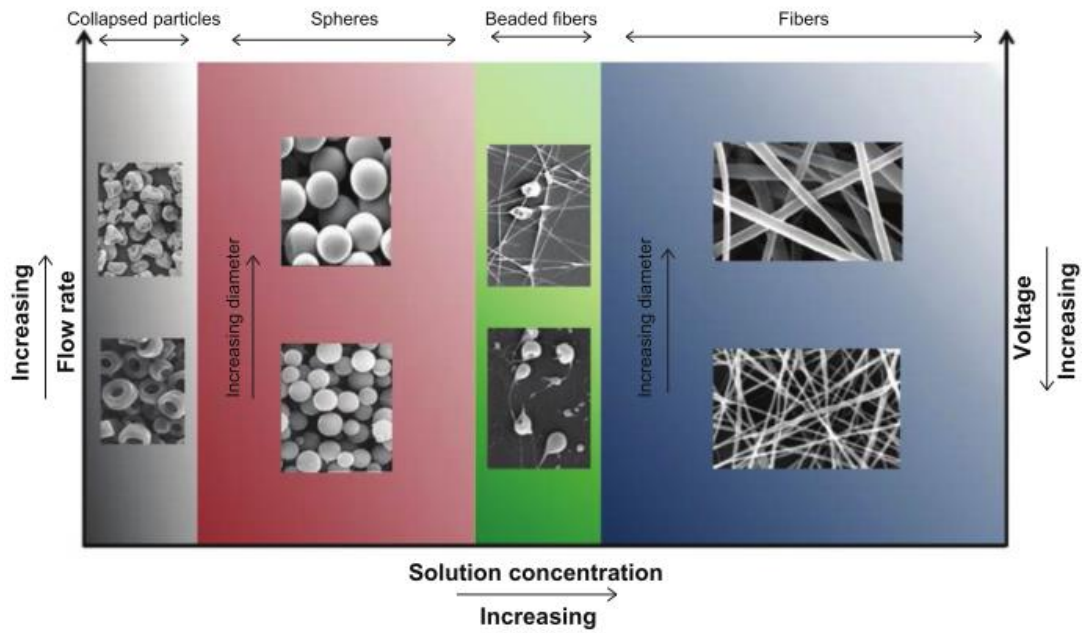 Collapsed particles
Spheres
Beaded fibers
Fibers
Increasing
Flow rate
Increasing diameter
Increasing diameter
Voltage
Increasing
Solution concentration
Increasing